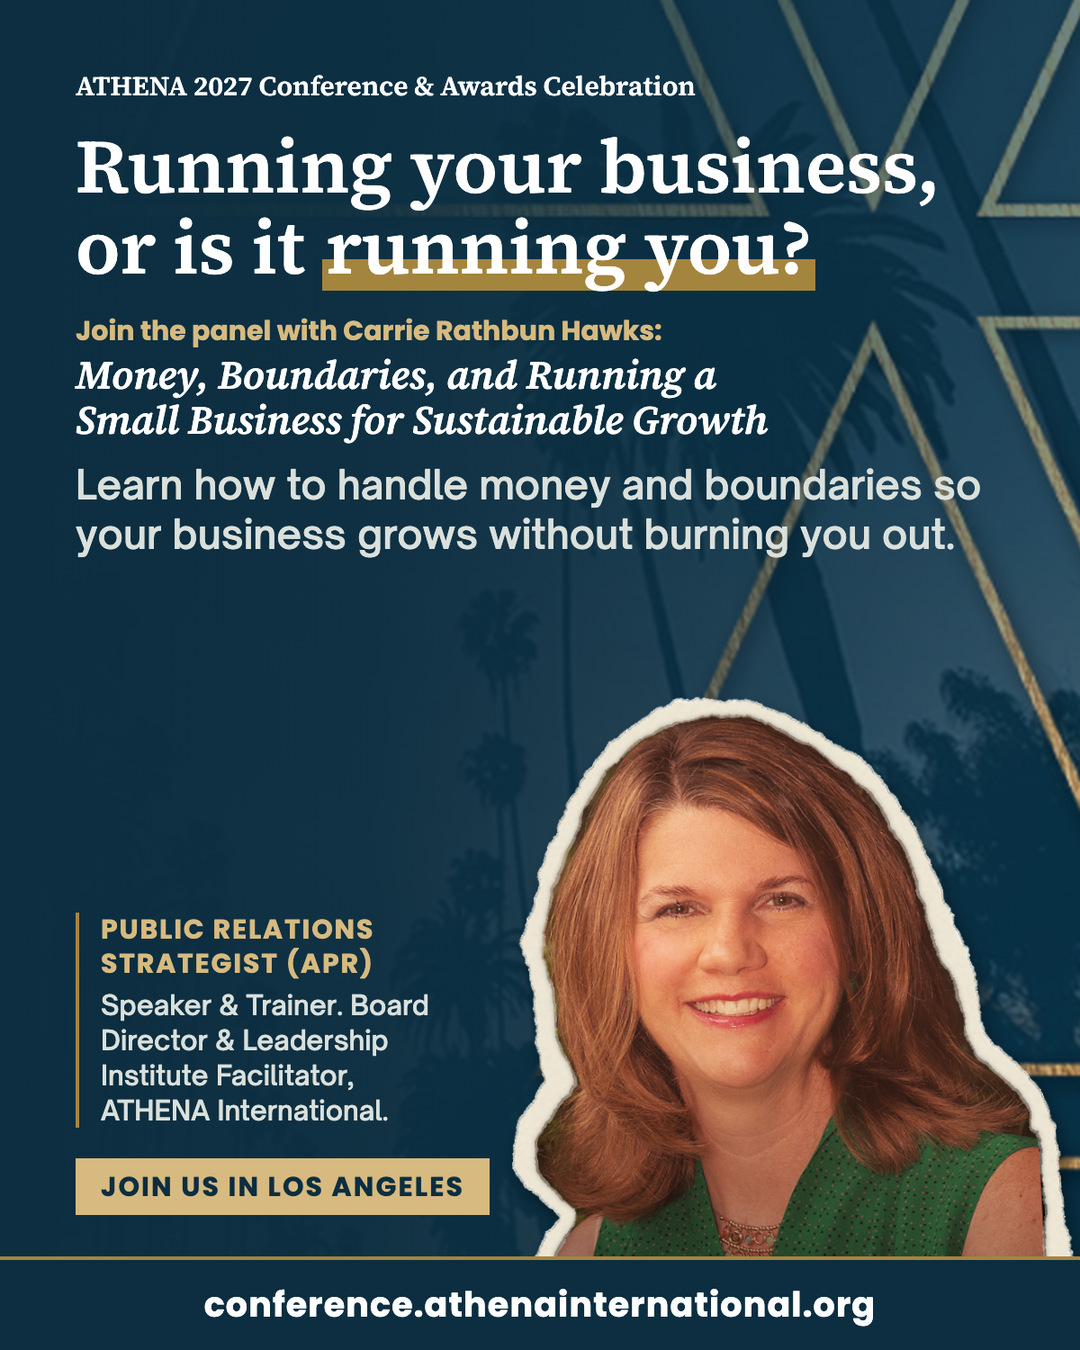 ATHENA 2027 Conference & Awards Celebration
Running your business,
or is it running you?
Join the panel with Carrie Rathbun Hawks:
Money, Boundaries, and Running a
Small Business for Sustainable Growth
Learn how to handle money and boundaries so
your business grows without burning you out.
PUBLIC RELATIONS
STRATEGIST (APR)
Speaker & Trainer. Board
Director & Leadership
Institute Facilitator,
ATHENA International.
JOIN US IN LOS ANGELES
conference.athenainternational.org